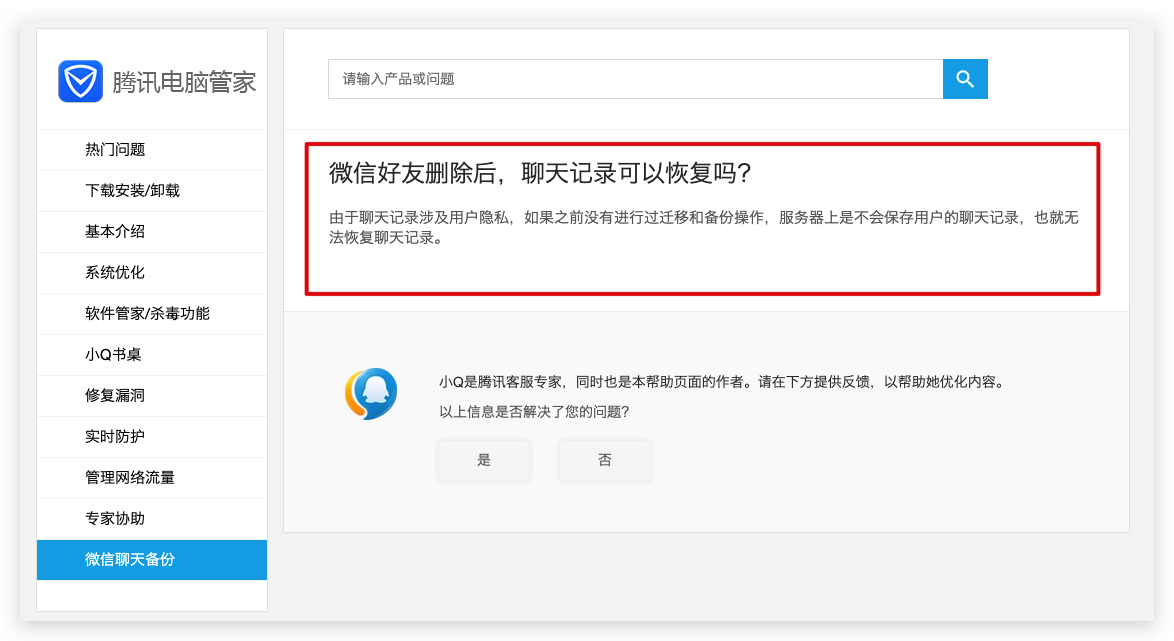 腾讯电脑管家
热门问题
下载安装/卸载
基本介绍
系统优化
软件管家/杀毒功能
小Q书桌
修复漏洞
实时防护
管理网络流量
专家协助
微信聊天备份
请输入产品或问题
微信好友删除后，聊天记录可以恢复吗？
由于聊天记录涉及用户隐私，如果之前没有进行过迁移和备份操作，服务器上是不会保存用户的聊天记录，也就无
法恢复聊天记录。
小Q是腾讯客服专家，同时也是本帮助页面的作者。请在下方提供反馈，以帮助她优化内容。
以上信息是否解决了您的问题？
是
否